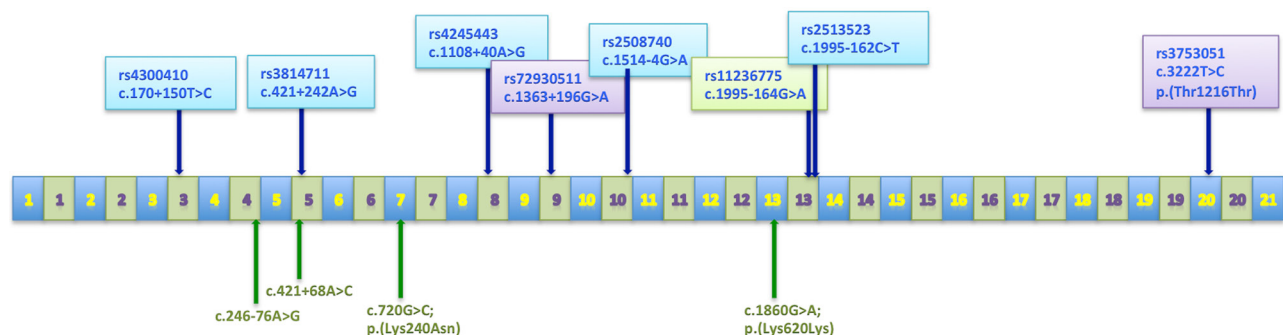 rs4300410
c.170+150T>C
rs3814711
c.421+242A>G
rs4245443
c.1108+40A>G
rs72930511
c.1363+196G>A
rs2508740
c.1514-4G>A
rs11236775
c.1995-164G>A
rs2513523
c.1995-162C>T
rs3753051
c.3222T>C
p.(Thr1216Thr)
1 1 2 2 3 3 4 4 5 5 6 6 7 7 8 8 9 9 10 10 11 11 12 12 13 13 14 14 15 15 16 16 17 17 18 18 19 19 20 20 21
c.246-76A>G
c.421+68A>C
c.720G>C;
p.(Lys240Asn)
c.1860G>A;
p.(Lys620Lys)